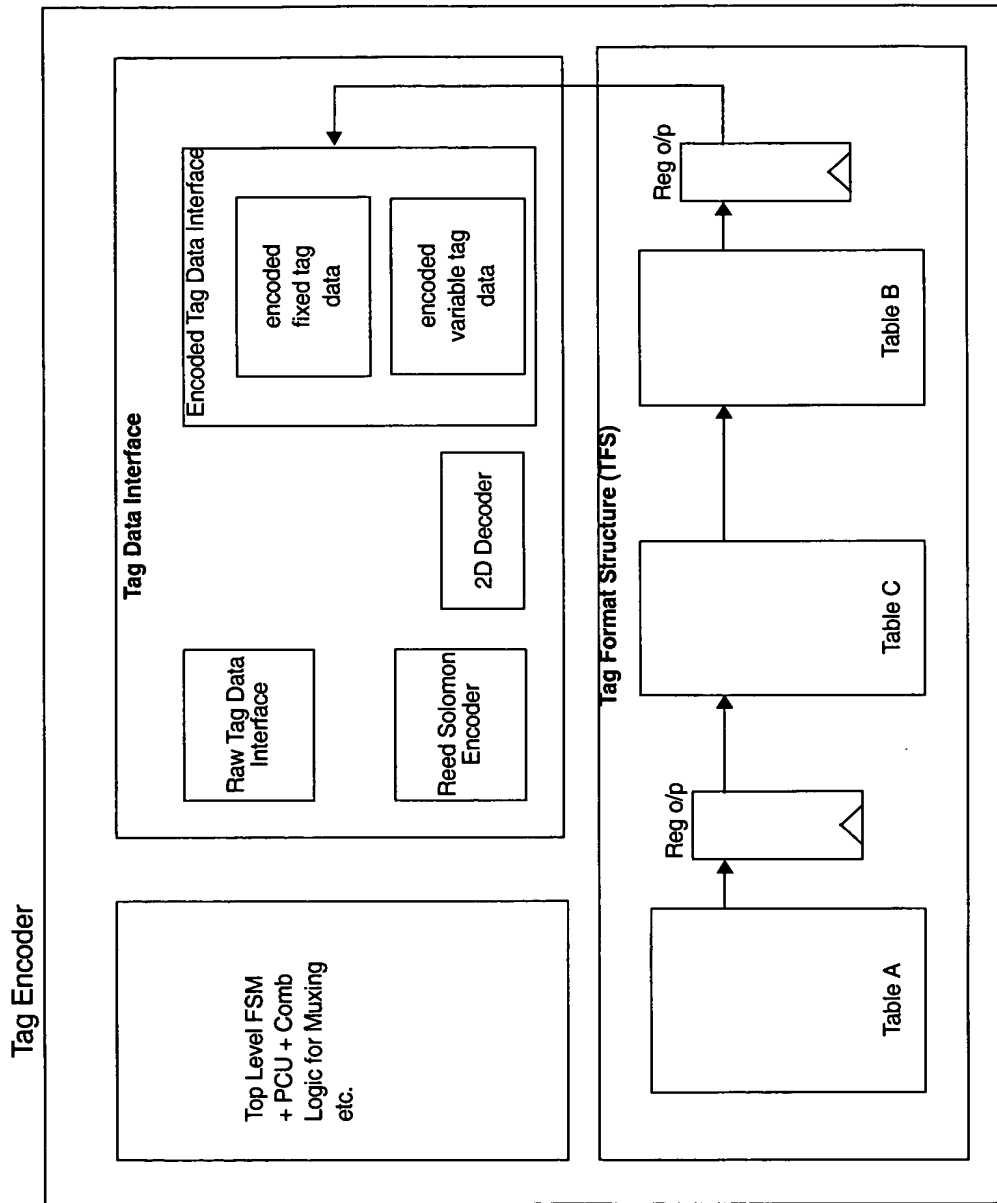 Tag Encoder
Top Level FSM
+ PCU + Comb
Logic for Muxing
etc.
Tag Data Interface
Raw Tag Data
Interface
Reed Solomon
Encoder
2D Decoder
Encoded Tag Data Interface
encoded
fixed tag
data
encoded
variable tag
data
Tag Format Structure (TFS)
Table A
Reg o/p
Table C
Table B
Reg o/p